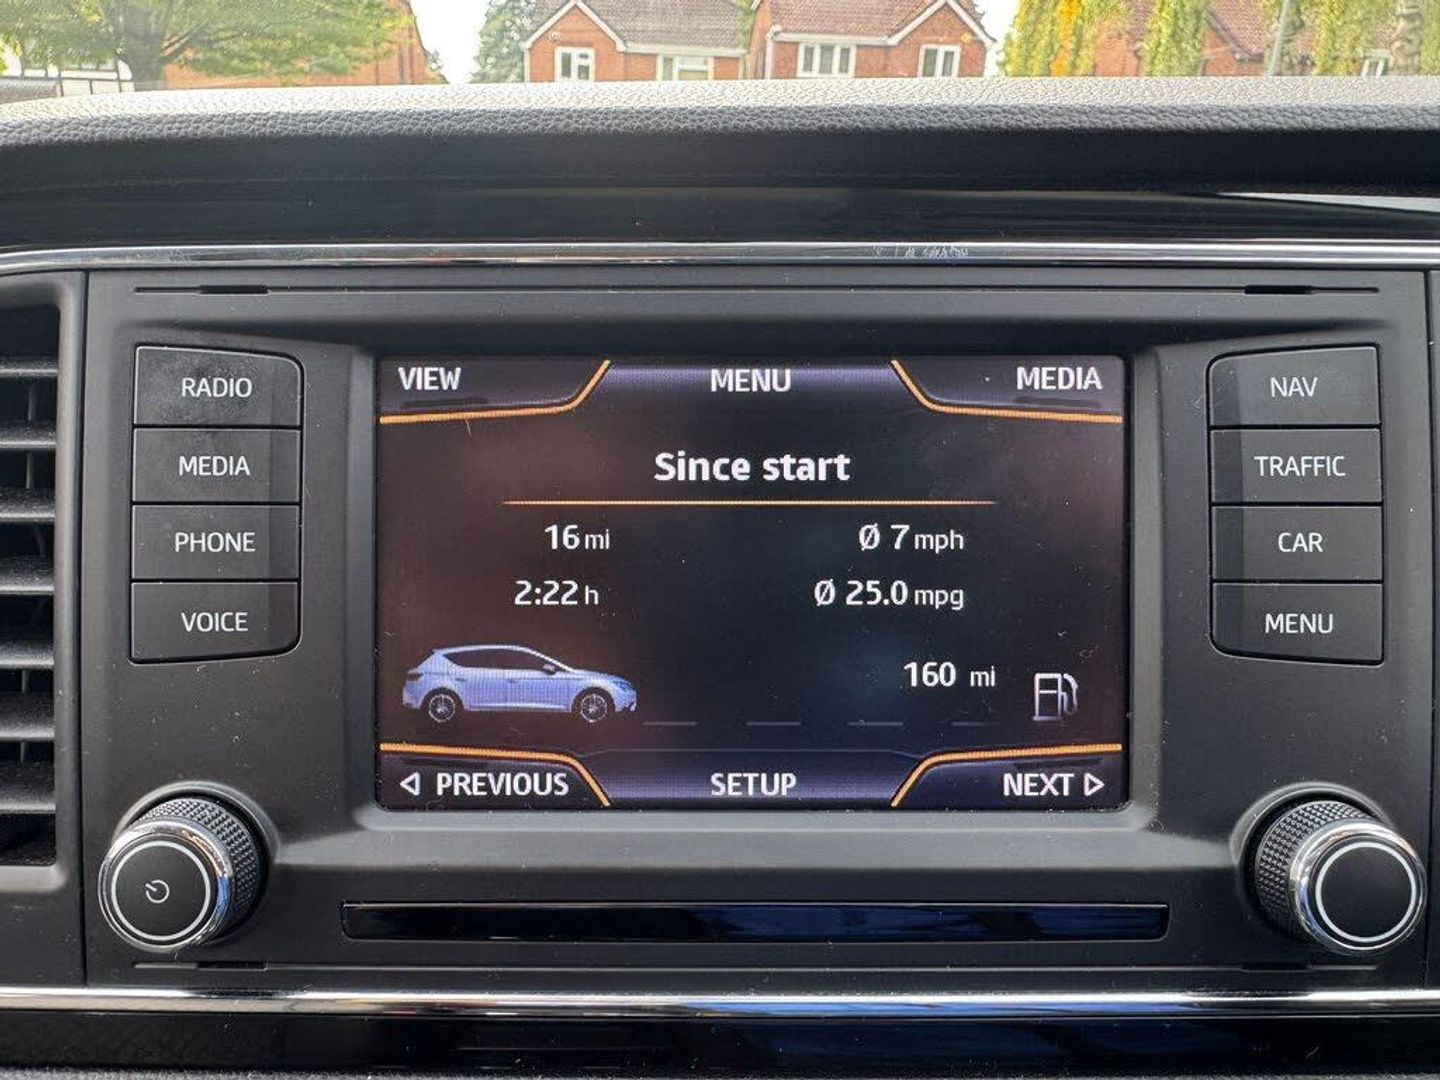 RADIO
MEDIA
PHONE
VOICE
VIEW
MENU
MEDIA
Since start
16 mi
Ø 7 mph
2:22 h
Ø 25.0 mpg
160 mi
PREVIOUS
SETUP
NEXT
NAV
TRAFFIC
CAR
MENU